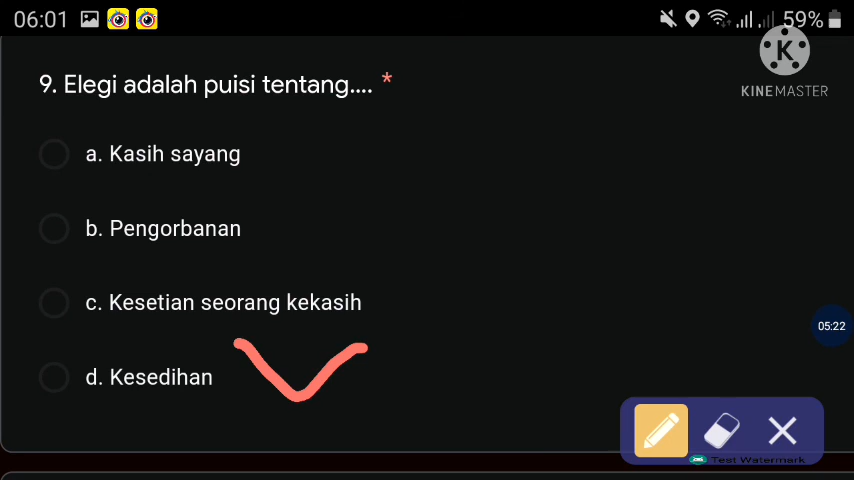 06:01
59%
K
KINEMASTER
9. Elegi adalah puisi tentang.... *
a. Kasih sayang
b. Pengorbanan
c. Kesetian seorang kekasih
05:22
d. Kesedihan
Test Watermark